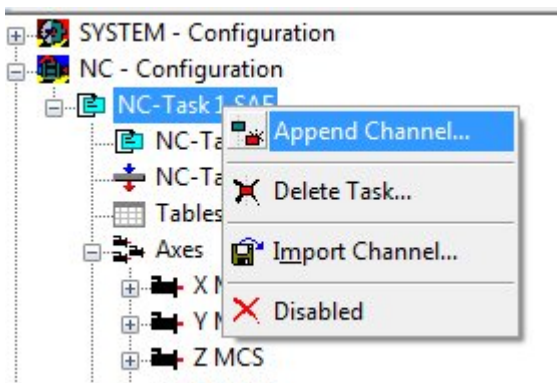 SYSTEM - Configuration
NC - Configuration
NC-Task 1 SAF
Append Channel...
Delete Task...
Tables
Import Channel...
Axes
Disabled
X
Y
Z MCS